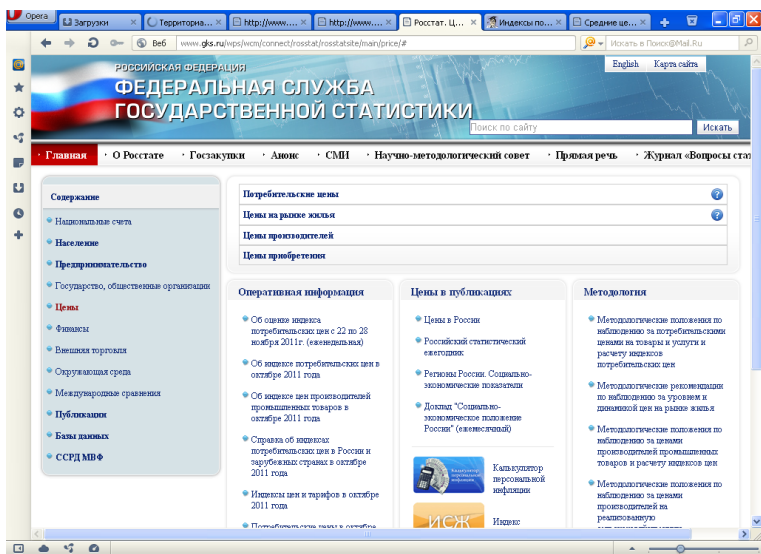 Opera
Загрузки
Территориа...
http://www....
http://www....
Росстат. Ц...
Индексы по...
Средние це...
Веб
www.gks.ru/wps/wcm/connect/rosstat/rosstatsite/main/price/#
Искать в Поиск@Mail.Ru
РОССИЙСКАЯ ФЕДЕРАЦИЯ
ФЕДЕРАЛЬНАЯ СЛУЖБА
ГОСУДАРСТВЕННОЙ СТАТИСТИКИ
English Карта сайта
Поиск по сайту
Искать
· Главная · О Росстате · Госзакупки · Анонс · СМИ · Научно-методологический совет · Прямая речь · Журнал «Вопросы стат
Содержание
Национальные счета
Население
Предпринимательство
Государство, общественные организации
Цены
Финансы
Внешняя торговля
Окружающая среда
Международные сравнения
Публикации
Базы данных
ССРД МВФ
Потребительские цены
Цены на рынке жилья
Цены производителей
Цены приобретения
Оперативная информация
Об оценке индекса
потребительских цен с 22 по 28
ноября 2011г. (еженедельная)
Об индексе потребительских цен в
октябре 2011 года
Об индексе цен производителей
промышленных товаров в
октябре 2011 года
Справка об индексах
потребительских цен в России и
зарубежных странах в октябре
2011 года
Индексы цен и тарифов в октябре
2011 года
Потребительские цены в октябре
Цены в публикациях
Цены в России
Российский статистический
ежегодник
Регионы России. Социально-
экономические показатели
Доклад "Социально-
экономическое положение
России" (ежемесячный)
Калькулятор
персональной
инфляции
ИСЖ
Индекс
Методология
Методологические положения по
наблюдению за потребительскими
ценами на товары и услуги и
расчету индексов
потребительских цен
Методологические рекомендации
по наблюдению за уровнем и
динамикой цен на рынке жилья
Методологические положения по
наблюдению за ценами
производителей промышленных
товаров и расчету индексов цен
Методологические положения по
наблюдению за ценами
производителей на
реализованную